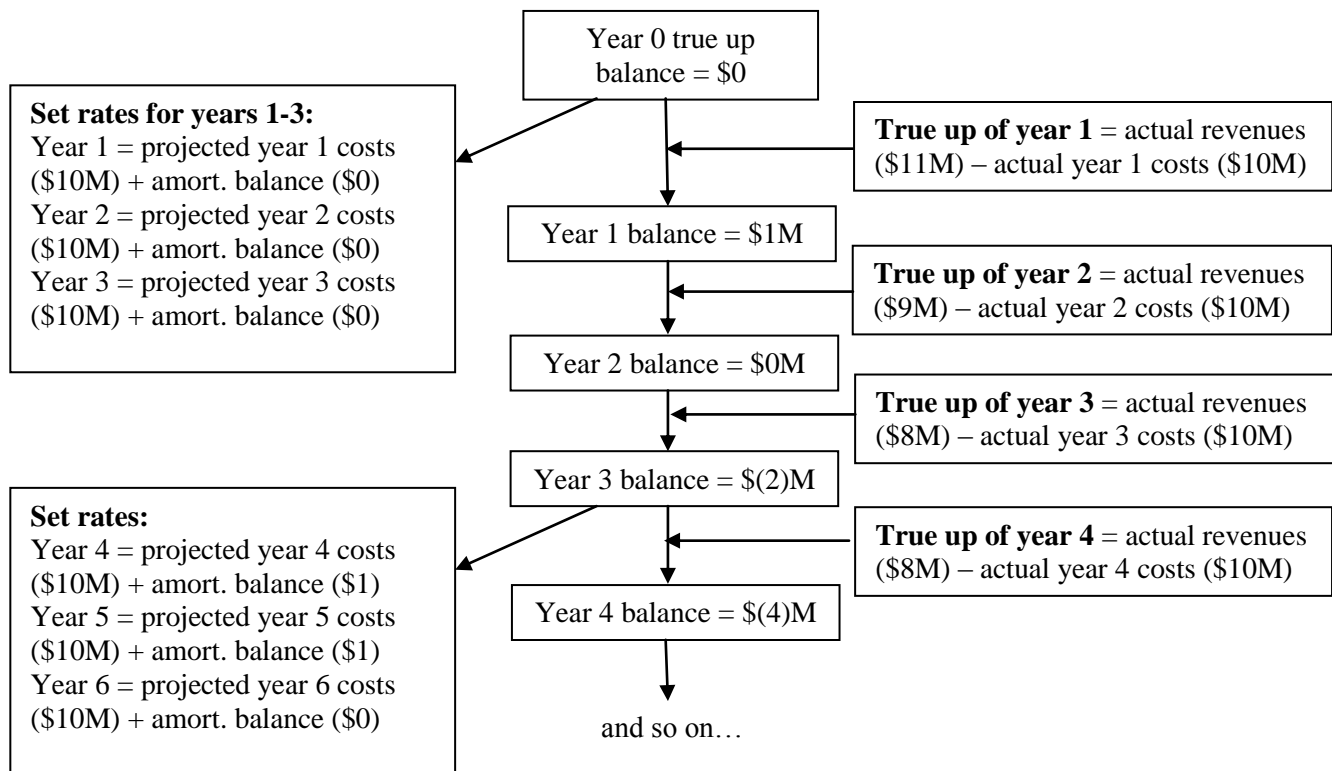 Year 0 true up
balance = $0
Set rates for years 1-3:
Year 1 = projected year 1 costs
($10M) + amort. balance ($0)
Year 2 = projected year 2 costs
($10M) + amort. balance ($0)
Year 3 = projected year 3 costs
($10M) + amort. balance ($0)
True up of year 1 = actual revenues
($11M) – actual year 1 costs ($10M)
Year 1 balance = $1M
True up of year 2 = actual revenues
($9M) – actual year 2 costs ($10M)
Year 2 balance = $0M
True up of year 3 = actual revenues
($8M) – actual year 3 costs ($10M)
Year 3 balance = $(2)M
Set rates:
Year 4 = projected year 4 costs
($10M) + amort. balance ($1)
Year 5 = projected year 5 costs
($10M) + amort. balance ($1)
Year 6 = projected year 6 costs
($10M) + amort. balance ($0)
True up of year 4 = actual revenues
($8M) – actual year 4 costs ($10M)
Year 4 balance = $(4)M
and so on…